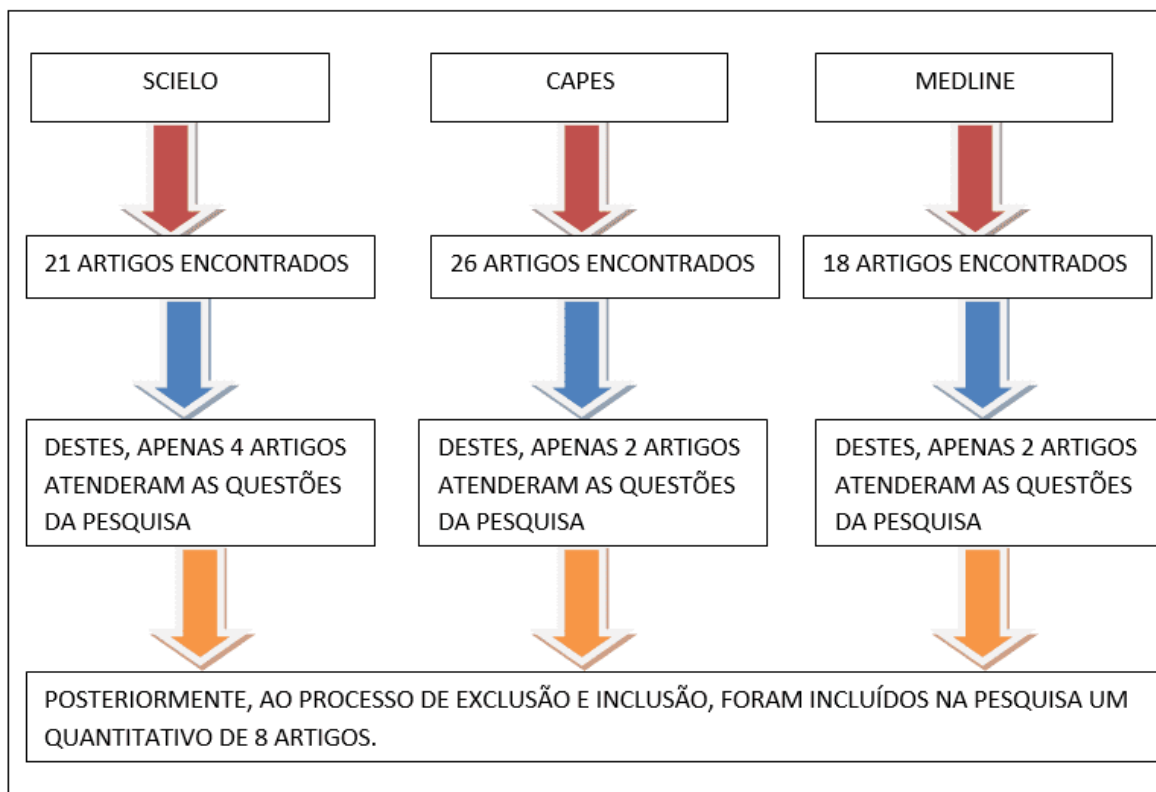 SCIELO
CAPES
MEDLINE
21 ARTIGOS ENCONTRADOS
26 ARTIGOS ENCONTRADOS
18 ARTIGOS ENCONTRADOS
DESTES, APENAS 4 ARTIGOS
ATENDERAM AS QUESTÕES
DA PESQUISA
DESTES, APENAS 2 ARTIGOS
ATENDERAM AS QUESTÕES
DA PESQUISA
DESTES, APENAS 2 ARTIGOS
ATENDERAM AS QUESTÕES
DA PESQUISA
POSTERIORMENTE, AO PROCESSO DE EXCLUSÃO E INCLUSÃO, FORAM INCLUÍDOS NA PESQUISA UM
QUANTITATIVO DE 8 ARTIGOS.